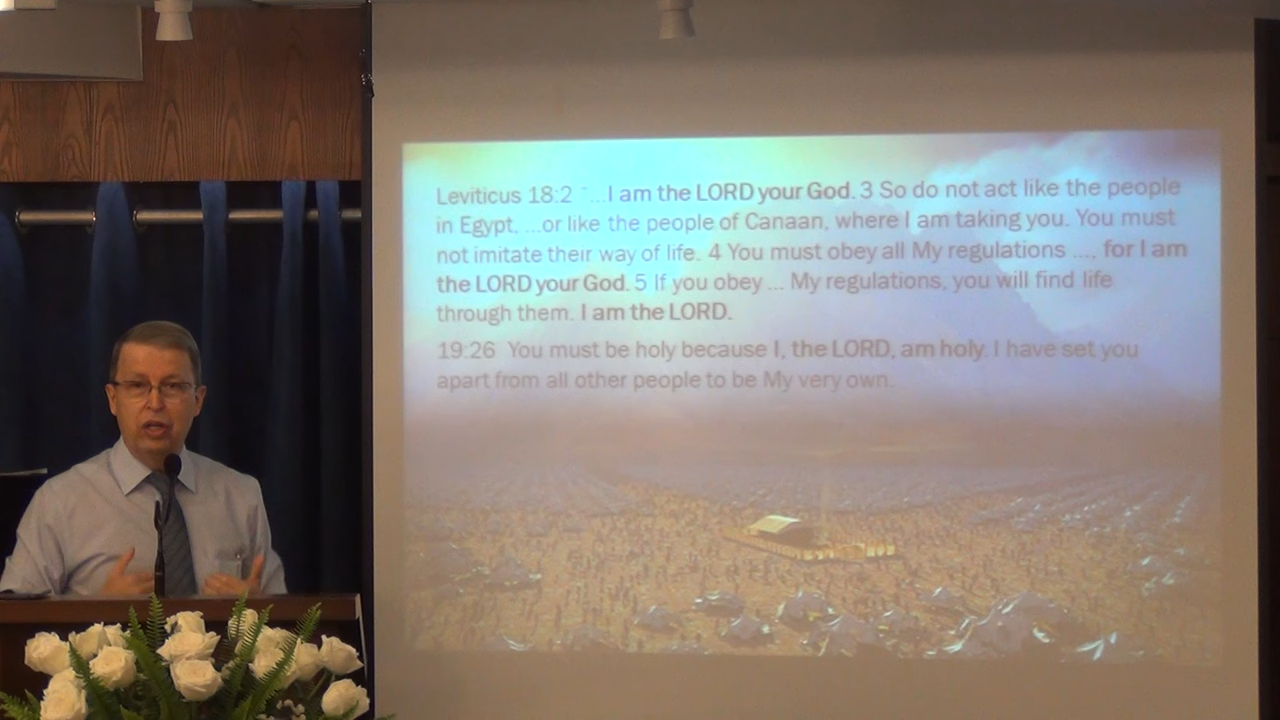 Leviticus 18:2 “…I am the LORD your God. 3 So do not act like the people
in Egypt, …or like the people of Canaan, where I am taking you. You must
not imitate their way of life. 4 You must obey all My regulations …, for I am
the LORD your God. 5 If you obey … My regulations, you will find life
through them. I am the LORD.
19:26 You must be holy because I, the LORD, am holy. I have set you
apart from all other people to be My very own.